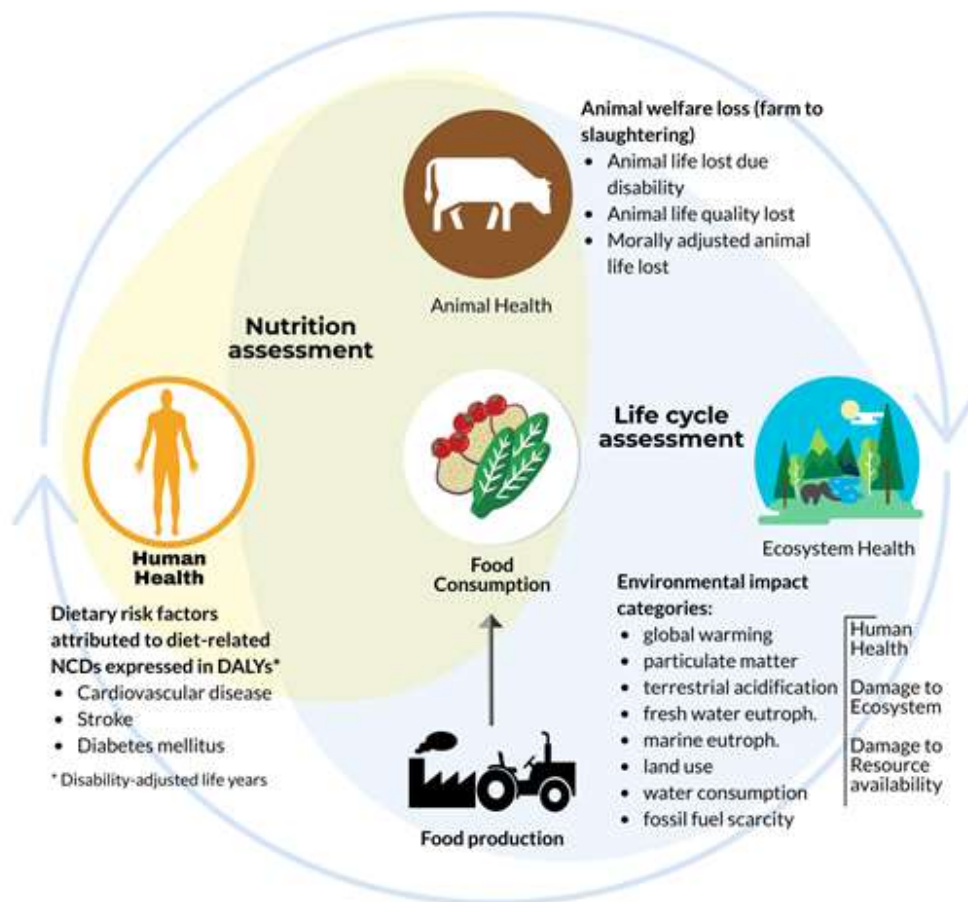 Animal welfare loss (farm to
slaughtering)
• Animal life lost due
disability
• Animal life quality lost
• Morally adjusted animal
life lost
Animal Health
Nutrition
assessment
Life cycle
assessment
Human
Health
Food
Consumption
Ecosystem Health
Dietary risk factors
attributed to diet-related
NCDs expressed in DALYs*
• Cardiovascular disease
• Stroke
• Diabetes mellitus
* Disability-adjusted life years
Environmental impact
categories:
• global warming
• particulate matter
• terrestrial acidification
• fresh water eutroph.
• marine eutroph.
• land use
• water consumption
• fossil fuel scarcity
Human
Health
Damage to
Ecosystem
Damage to
Resource
availability
Food production